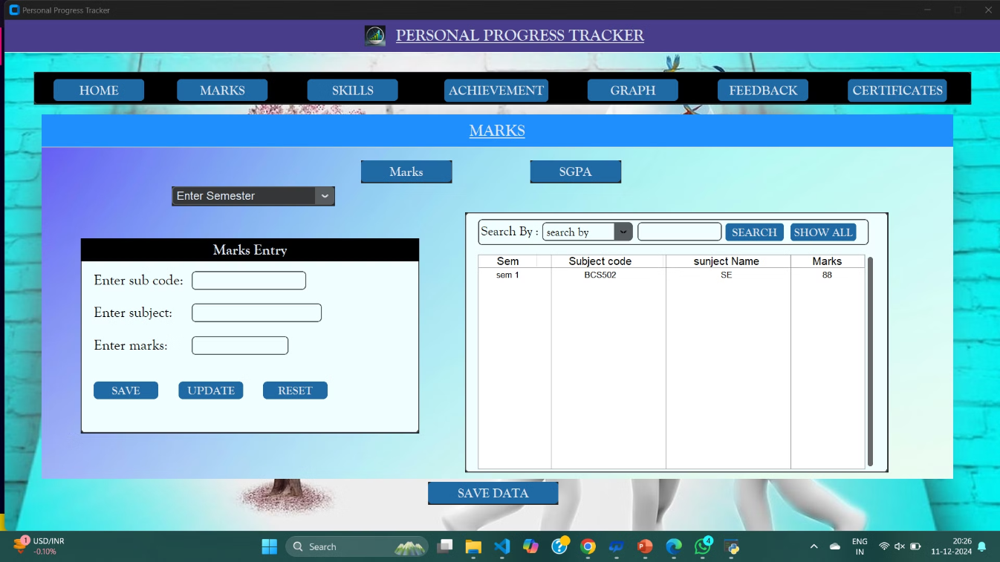 Personal Progress Tracker
PERSONAL PROGRESS TRACKER
HOME MARKS SKILLS ACHIEVEMENT GRAPH FEEDBACK CERTIFICATES
MARKS
Marks SGPA
Enter Semester
Search By : search by SEARCH SHOW ALL
Marks Entry
Enter sub code:
Enter subject:
Enter marks:
SAVE UPDATE RESET
Sem Subject code sunject Name Marks
sem 1 BCS502 SE 88
SAVE DATA
1 USD/INR
-0.10%
Search
4
ENG
IN
20:26
11-12-2024